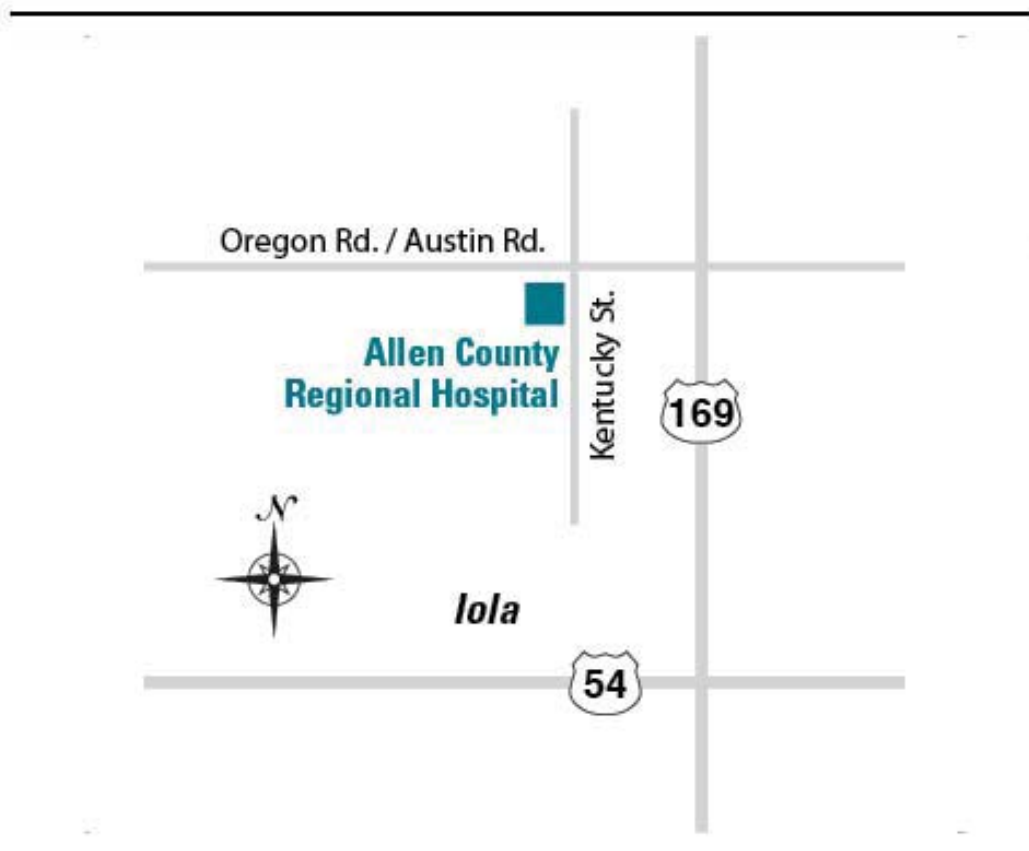 Oregon Rd. / Austin Rd.
Allen County
Regional Hospital
Kentucky St.
169
N
Iola
54